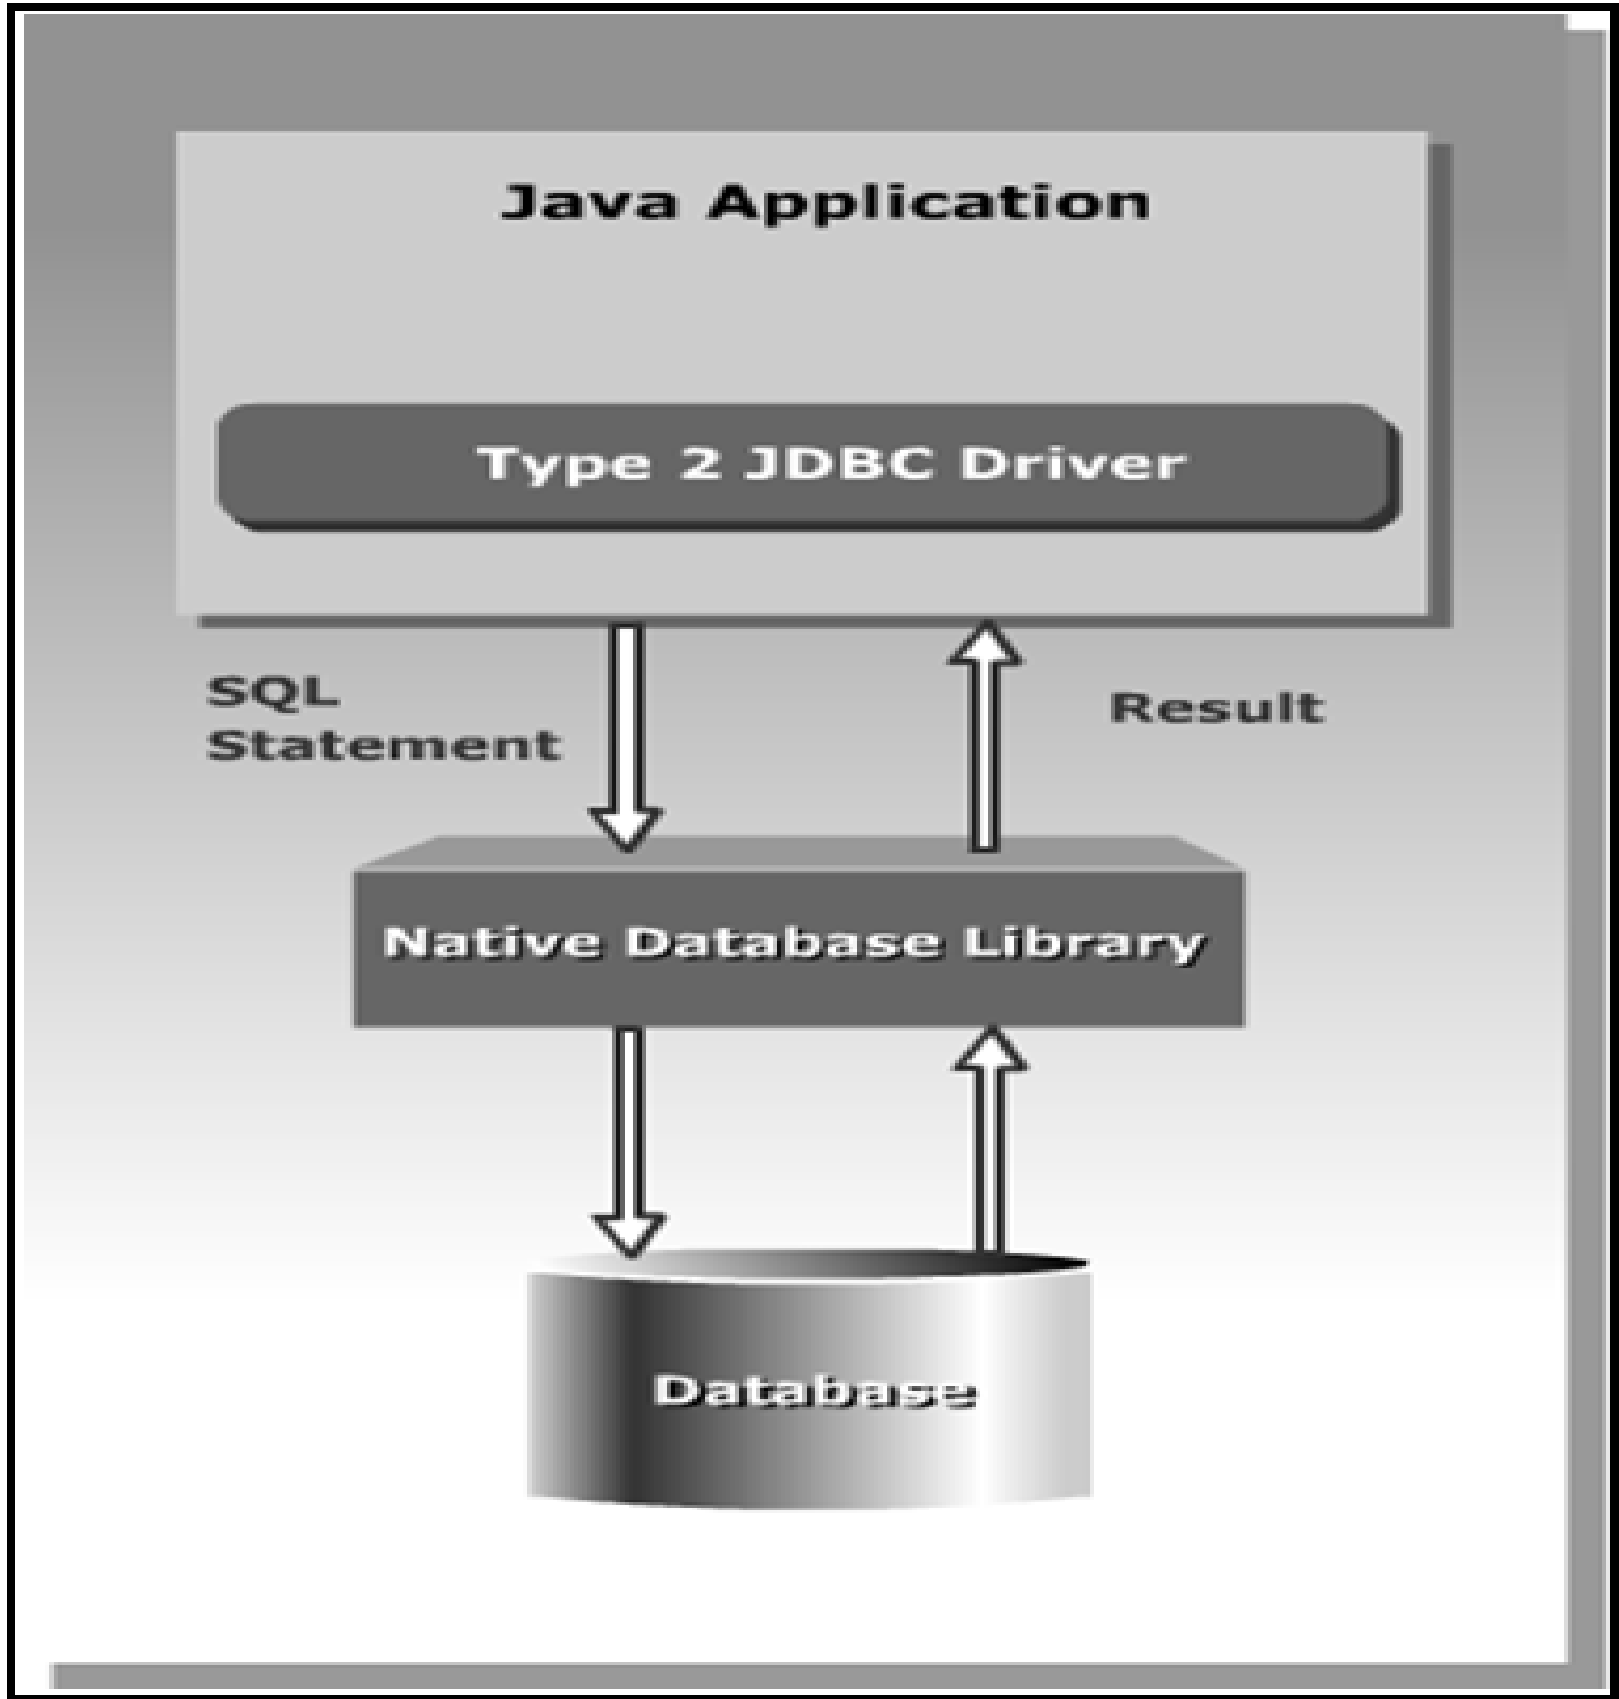 Java Application
Type 2 JDBC Driver
SQL
Statement
Result
Native Database Library
Database